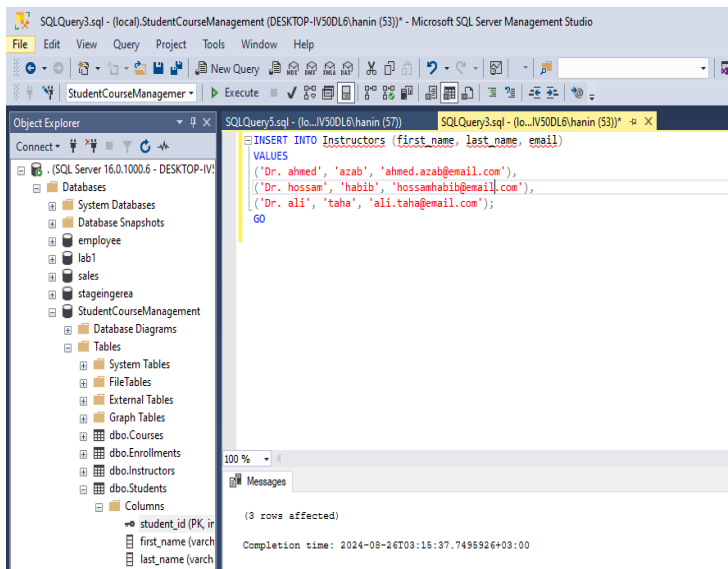 SQLQuery3.sql - (local).StudentCourseManagement (DESKTOP-IV50DL6\hanin (53))* - Microsoft SQL Server Management Studio
File Edit View Query Project Tools Window Help
New Query MDX DMX XMLA DAX
StudentCourseManagemer Execute
Object Explorer
SQLQuery5.sql - (lo...IV50DL6\hanin (57)) SQLQuery3.sql - (lo...IV50DL6\hanin (53))*
Connect
. (SQL Server 16.0.1000.6 - DESKTOP-IV5
Databases
System Databases
Database Snapshots
employee
lab1
sales
stageingerea
StudentCourseManagement
Database Diagrams
Tables
System Tables
FileTables
External Tables
Graph Tables
dbo.Courses
dbo.Enrollments
dbo.Instructors
dbo.Students
Columns
student_id (PK, in
first_name (varch
last_name (varch
INSERT INTO Instructors (first_name, last_name, email)
VALUES
('Dr. ahmed', 'azab', 'ahmed.azab@email.com'),
('Dr. hossam', 'habib', 'hossamhabib@email.com'),
('Dr. ali', 'taha', 'ali.taha@email.com');
GO
100 %
Messages
(3 rows affected)
Completion time: 2024-08-26T03:15:37.7495926+03:00